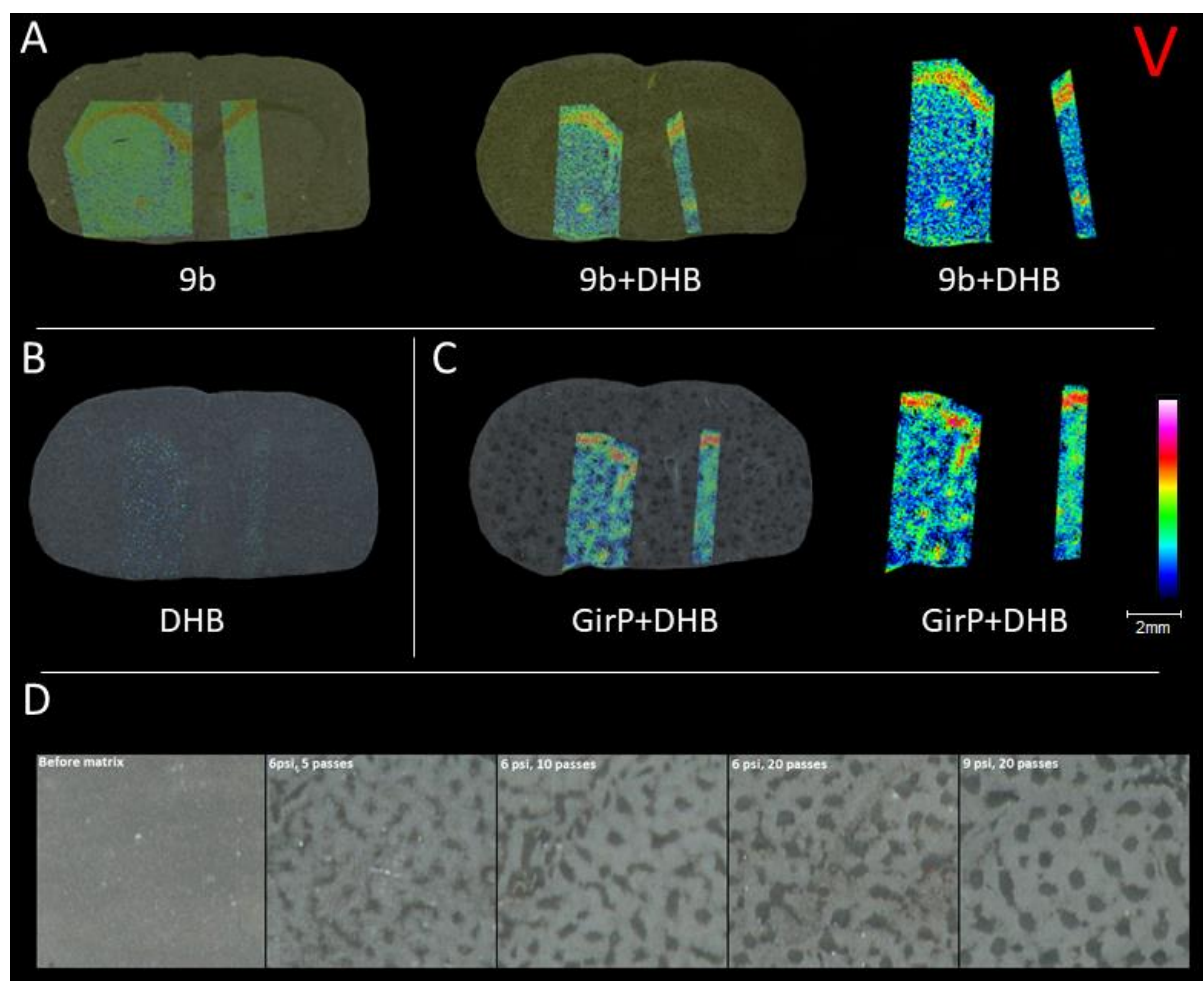 A
V
9b
9b+DHB
9b+DHB
B
C
DHB
GirP+DHB
GirP+DHB
2mm
D
Before matrix
6psi, 5 passes
6 psi, 10 passes
6 psi, 20 passes
9 psi, 20 passes